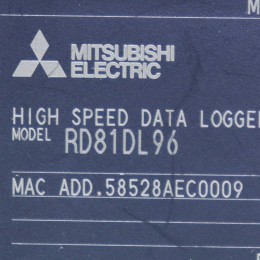 MITSUBISHI
ELECTRIC
HIGH SPEED DATA LOGGE
MODEL RD81DL96
MAC ADD.58528AEC0009